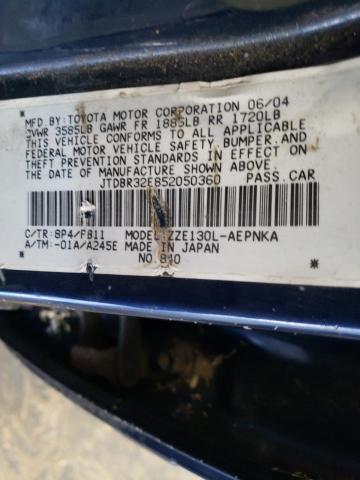 MFD.BY:TOYOTA MOTOR CORPORATION 06/04
GVWR 3585LB GAWR FR 1885LB RR 1720LB
THIS VEHICLE CONFORMS TO ALL APPLICABLE
FEDERAL MOTOR VEHICLE SAFETY, BUMPER, AND
THEFT PREVENTION STANDARDS IN EFFECT ON
THE DATE OF MANUFACTURE SHOWN ABOVE.
JTDBR32E852050360 PASS.CAR
C/TR:8P4/FB11 MODEL:ZZE130L-AEPNKA
A/TM:-01A/A245E MADE IN JAPAN
NO. 840